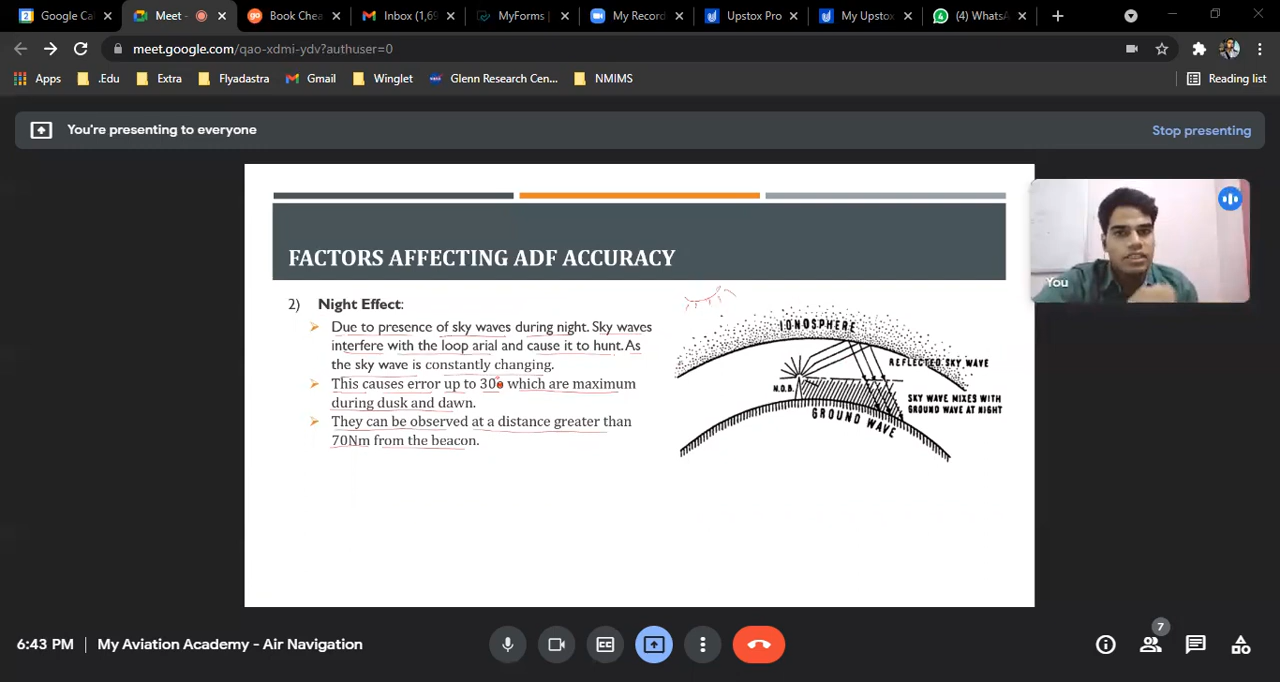 Google Ca
Meet -
Book Chea
Inbox (1,69
MyForms
My Record
Upstox Pro
My Upsto
(4) WhatsA
meet.google.com/qao-xdmi-ydv?authuser=0
Apps
.Edu
Extra
Flyadastra
Gmail
Winglet
Glenn Research Cen...
NMIMS
Reading list
You're presenting to everyone
Stop presenting
FACTORS AFFECTING ADF ACCURACY
2) Night Effect:
Due to presence of sky waves during night. Sky waves
interfere with the loop arial and cause it to hunt. As
the sky wave is constantly changing.
This causes error up to 30 which are maximum
during dusk and dawn.
They can be observed at a distance greater than
70Nm from the beacon.
IONOSPHERE
REFLECTED SKY WAVE
N.D.B.
SKY WAVE MIXES WITH
GROUND WAVE AT NIGHT
GROUND WAVE
You
6:43 PM | My Aviation Academy - Air Navigation
7